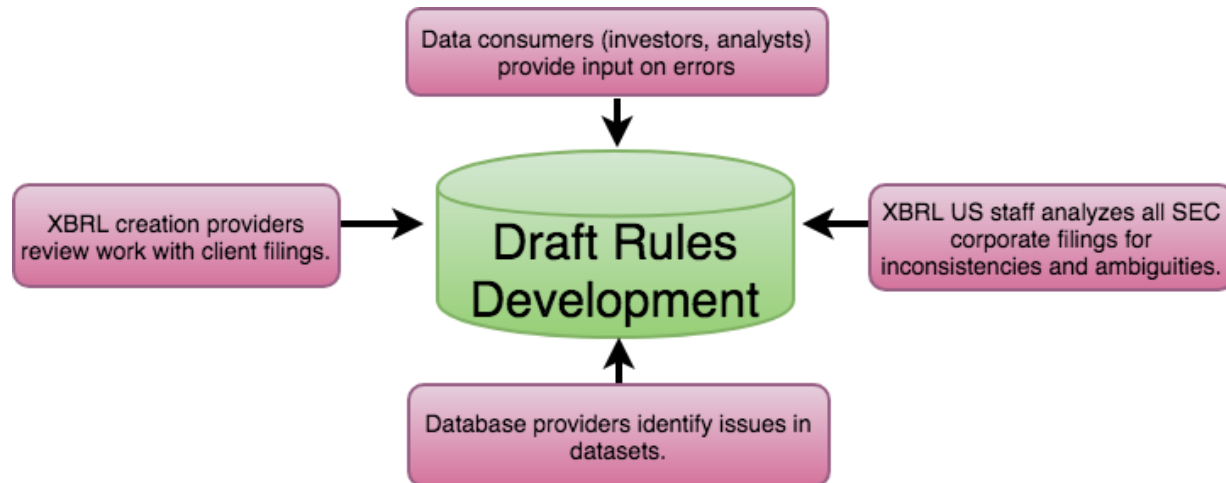 Data consumers (investors, analysts)
provide input on errors
XBRL creation providers
review work with client filings.
Draft Rules
Development
XBRL US staff analyzes all SEC
corporate filings for
inconsistencies and ambiguities.
Database providers identify issues in
datasets.